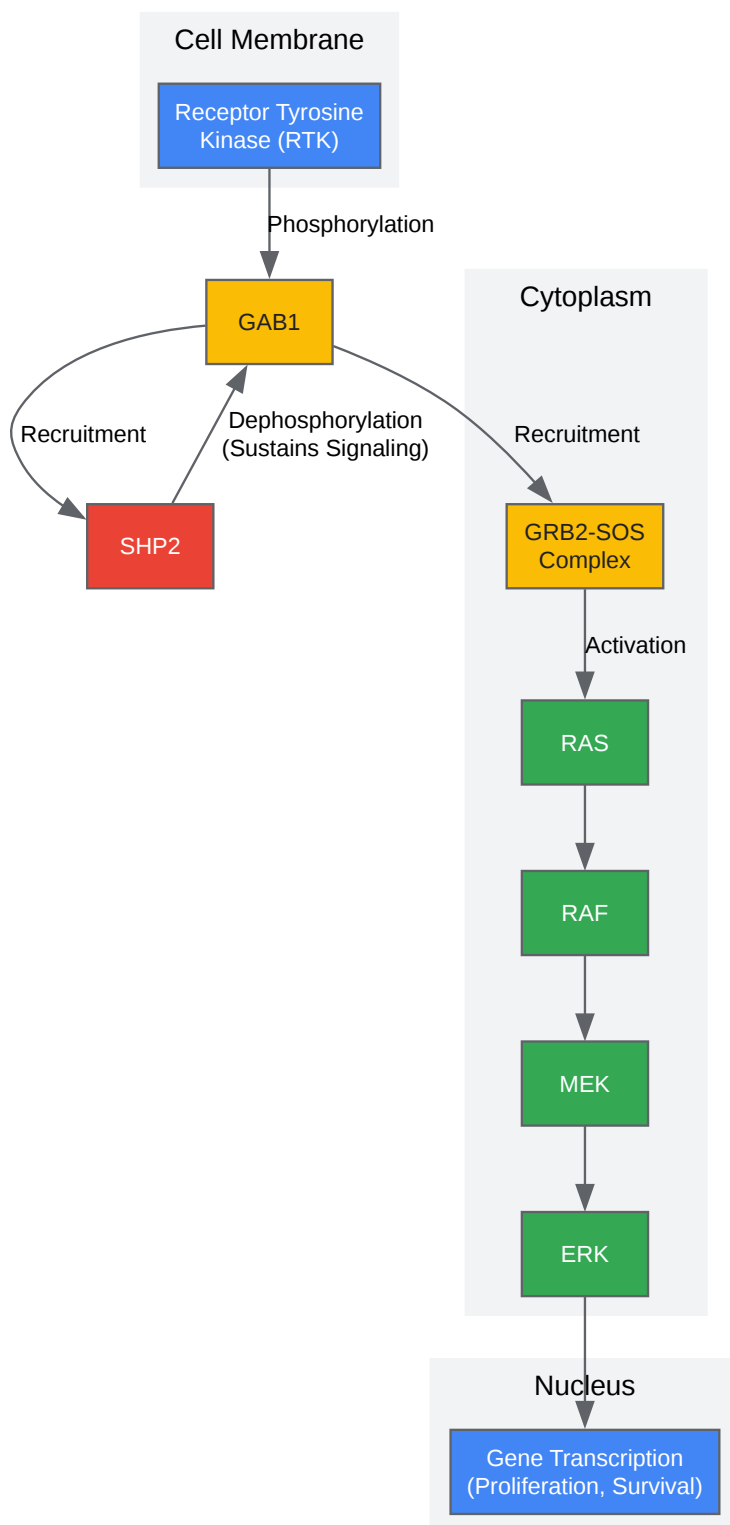 Cell Membrane
Receptor Tyrosine
Kinase (RTK)
Phosphorylation
GAB1
Cytoplasm
Recruitment
Dephosphorylation
(Sustains Signaling)
Recruitment
SHP2
GRB2-SOS
Complex
Activation
RAS
RAF
MEK
ERK
Nucleus
Gene Transcription
(Proliferation, Survival)